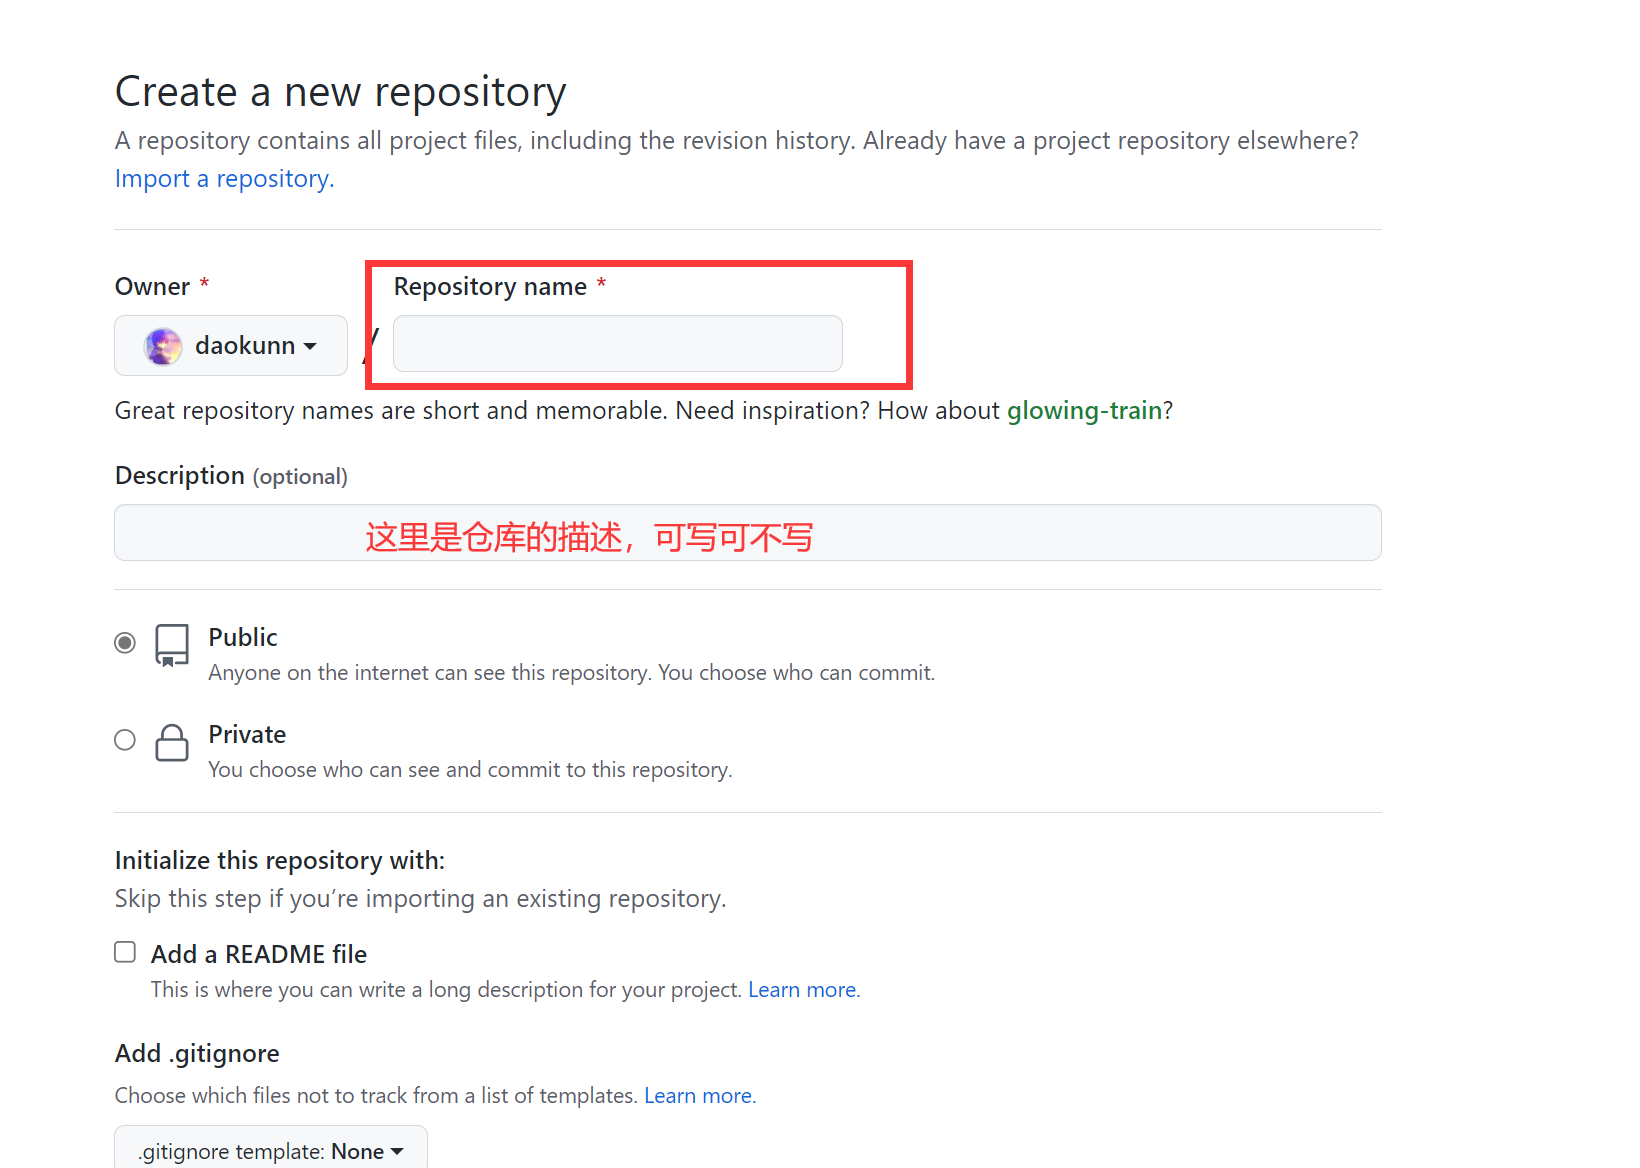 Create a new repository
A repository contains all project files, including the revision history. Already have a project repository elsewhere?
Import a repository.
Owner *
Repository name *
daokunn
/
Great repository names are short and memorable. Need inspiration? How about glowing-train?
Description (optional)
这里是仓库的描述，可写可不写
Public
Anyone on the internet can see this repository. You choose who can commit.
Private
You choose who can see and commit to this repository.
Initialize this repository with:
Skip this step if you’re importing an existing repository.
Add a README file
This is where you can write a long description for your project. Learn more.
Add .gitignore
Choose which files not to track from a list of templates. Learn more.
.gitignore template: None